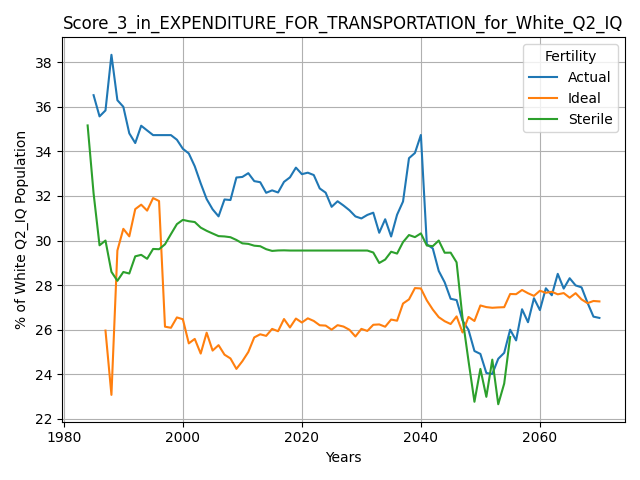 Score_3_in_EXPENDITURE_FOR_TRANSPORTATION_for_White_Q2_IQ
Fertility
Actual
Ideal
Sterile
% of White Q2_IQ Population
38
36
34
32
30
28
26
24
22
1980
2000
2020
2040
2060
Years